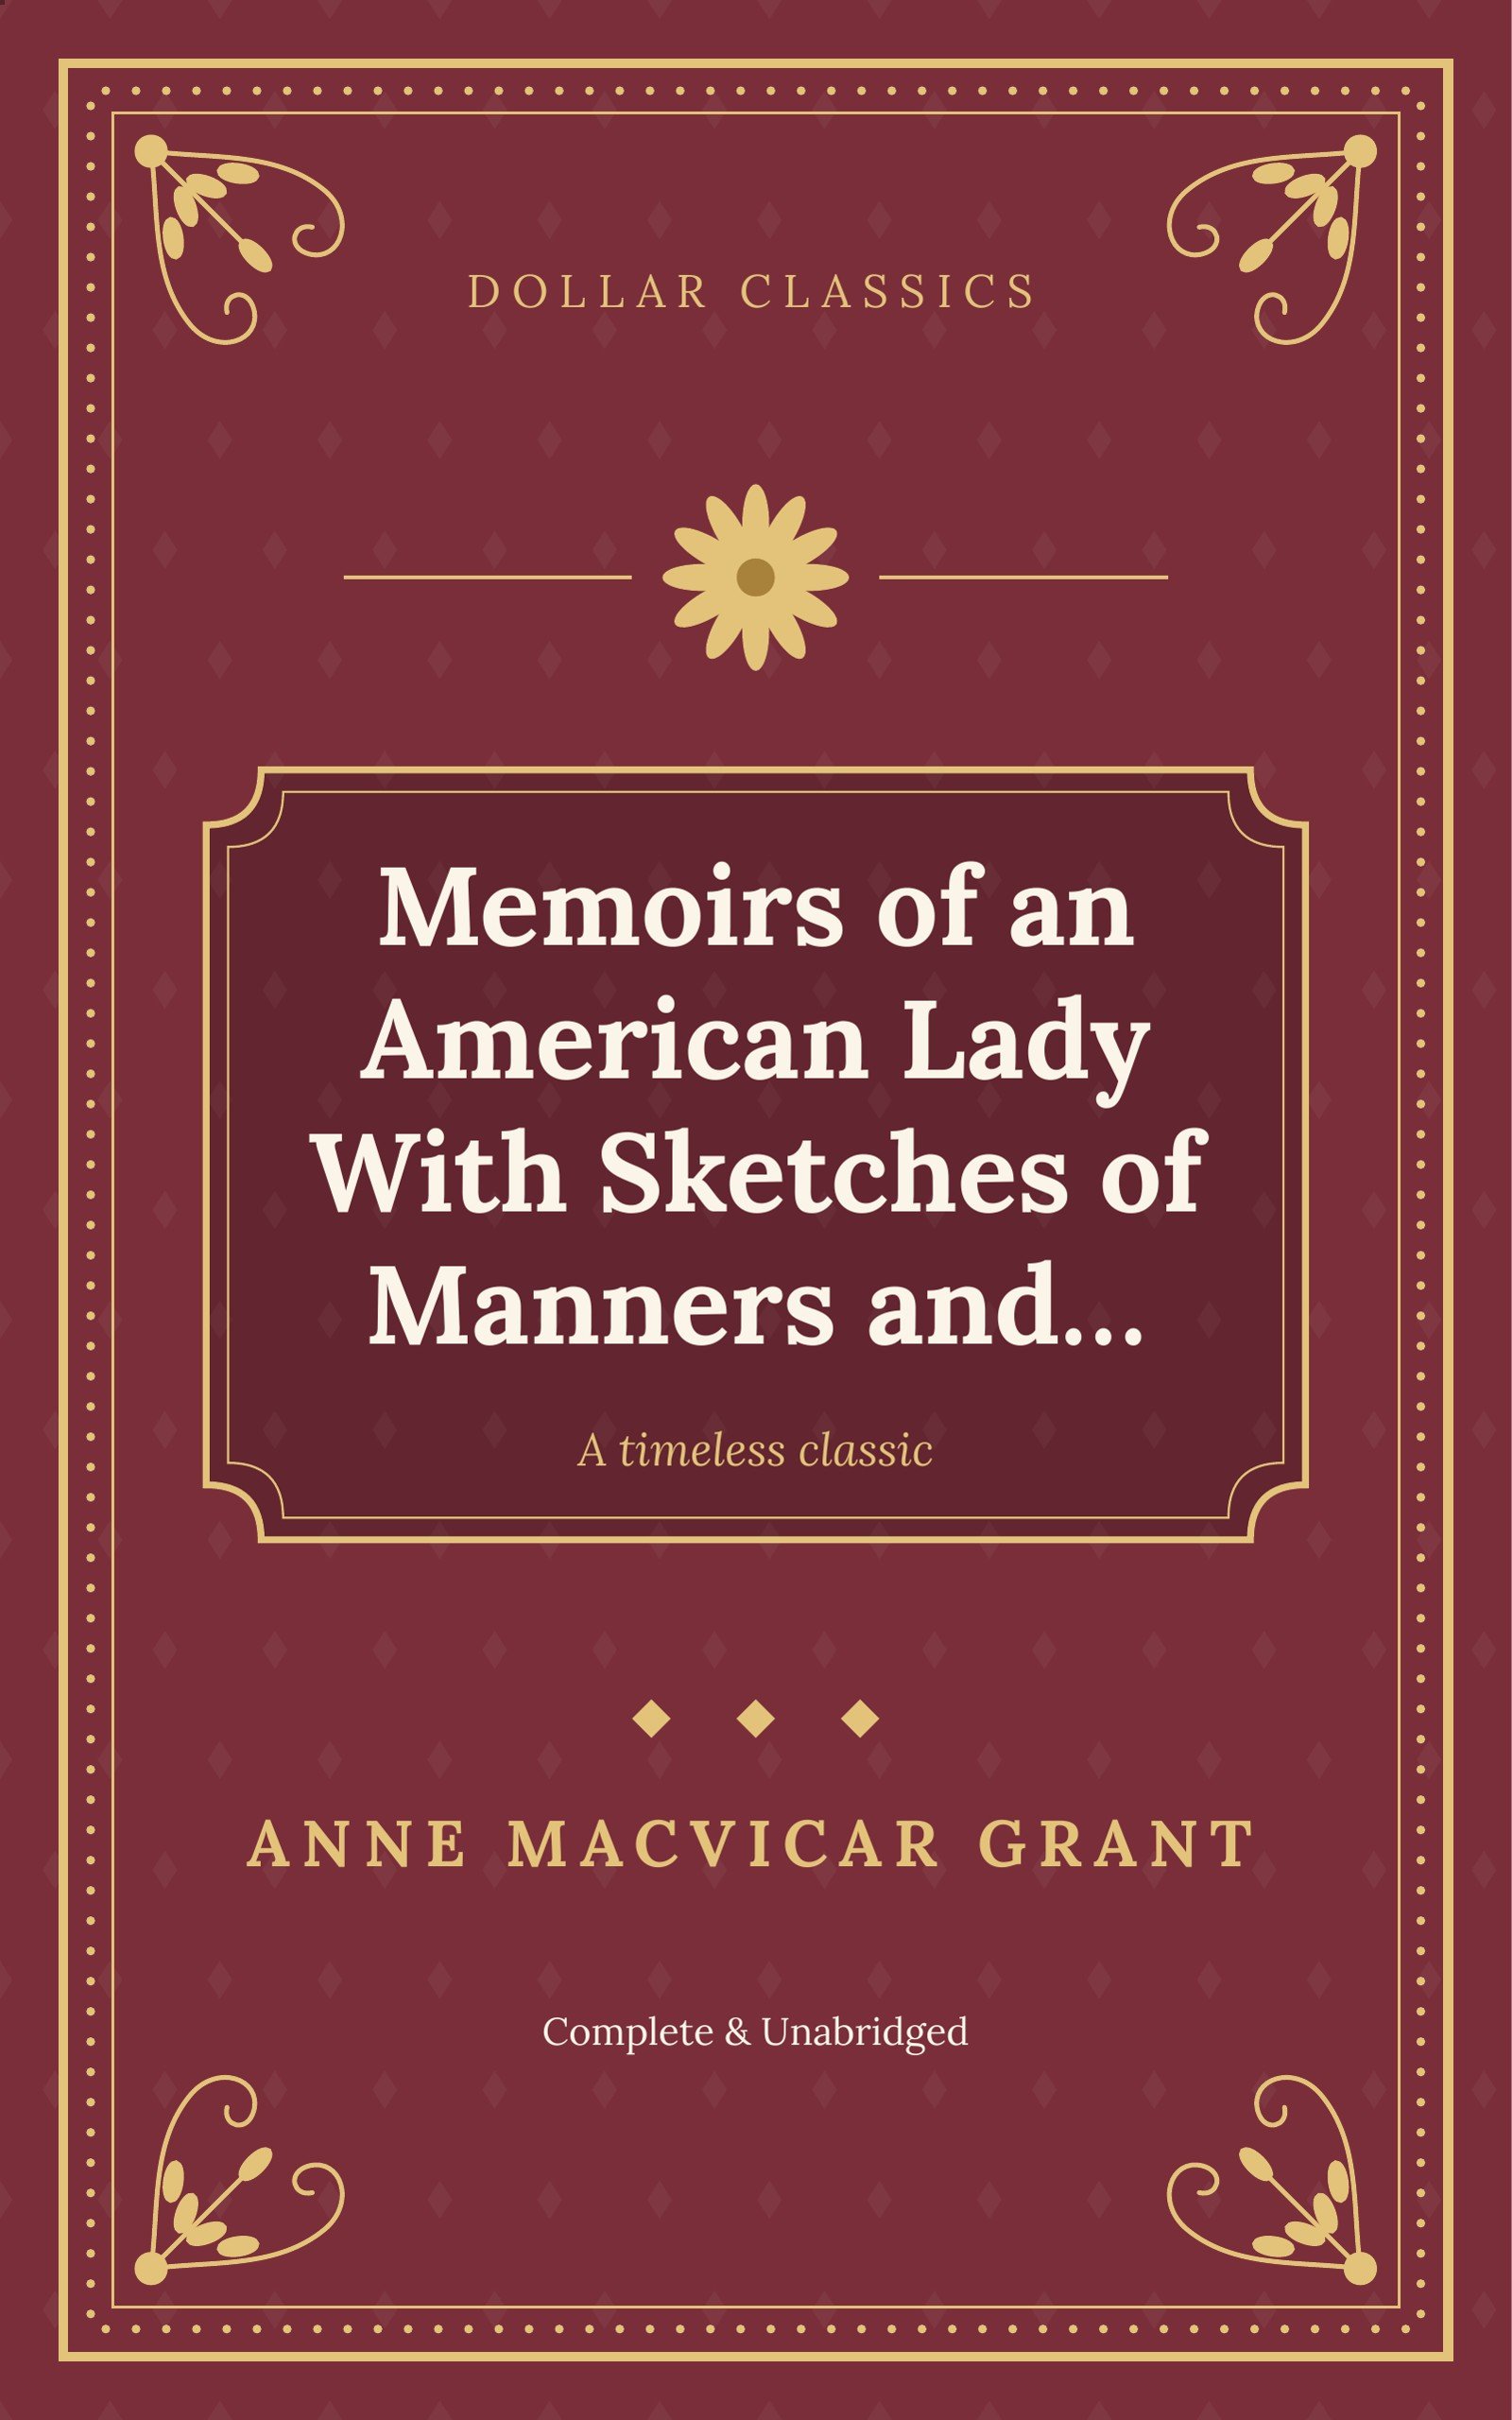 DOLLAR CLASSICS
Memoirs of an
American Lady
With Sketches of
Manners and...
A timeless classic
ANNE MACVICAR GRANT
Complete & Unabridged